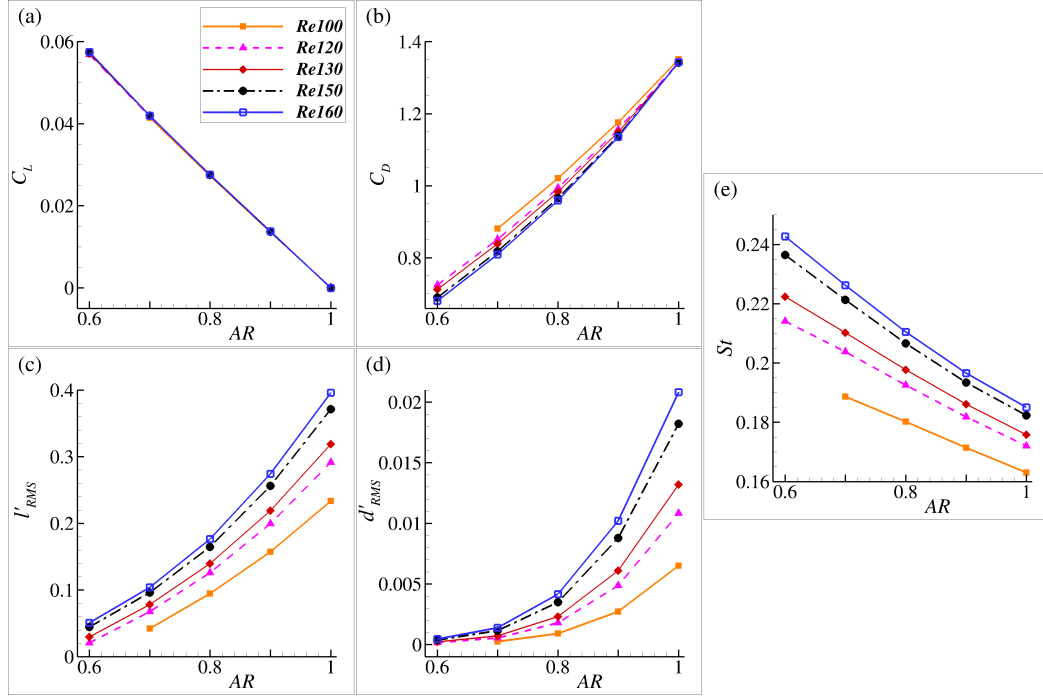 (a)
Re100
Re120
Re130
Re150
Re160
C_L
0.06
0.04
0.02
0
0.6
0.8
1
AR
(b)
C_D
1.4
1.2
1
0.8
0.6
0.8
1
AR
(c)
l'_RMS
0.4
0.3
0.2
0.1
0
0.6
0.8
1
AR
(d)
d'_RMS
0.02
0.015
0.01
0.005
0
0.6
0.8
1
AR
(e)
St
0.24
0.22
0.2
0.18
0.16
0.6
0.8
1
AR